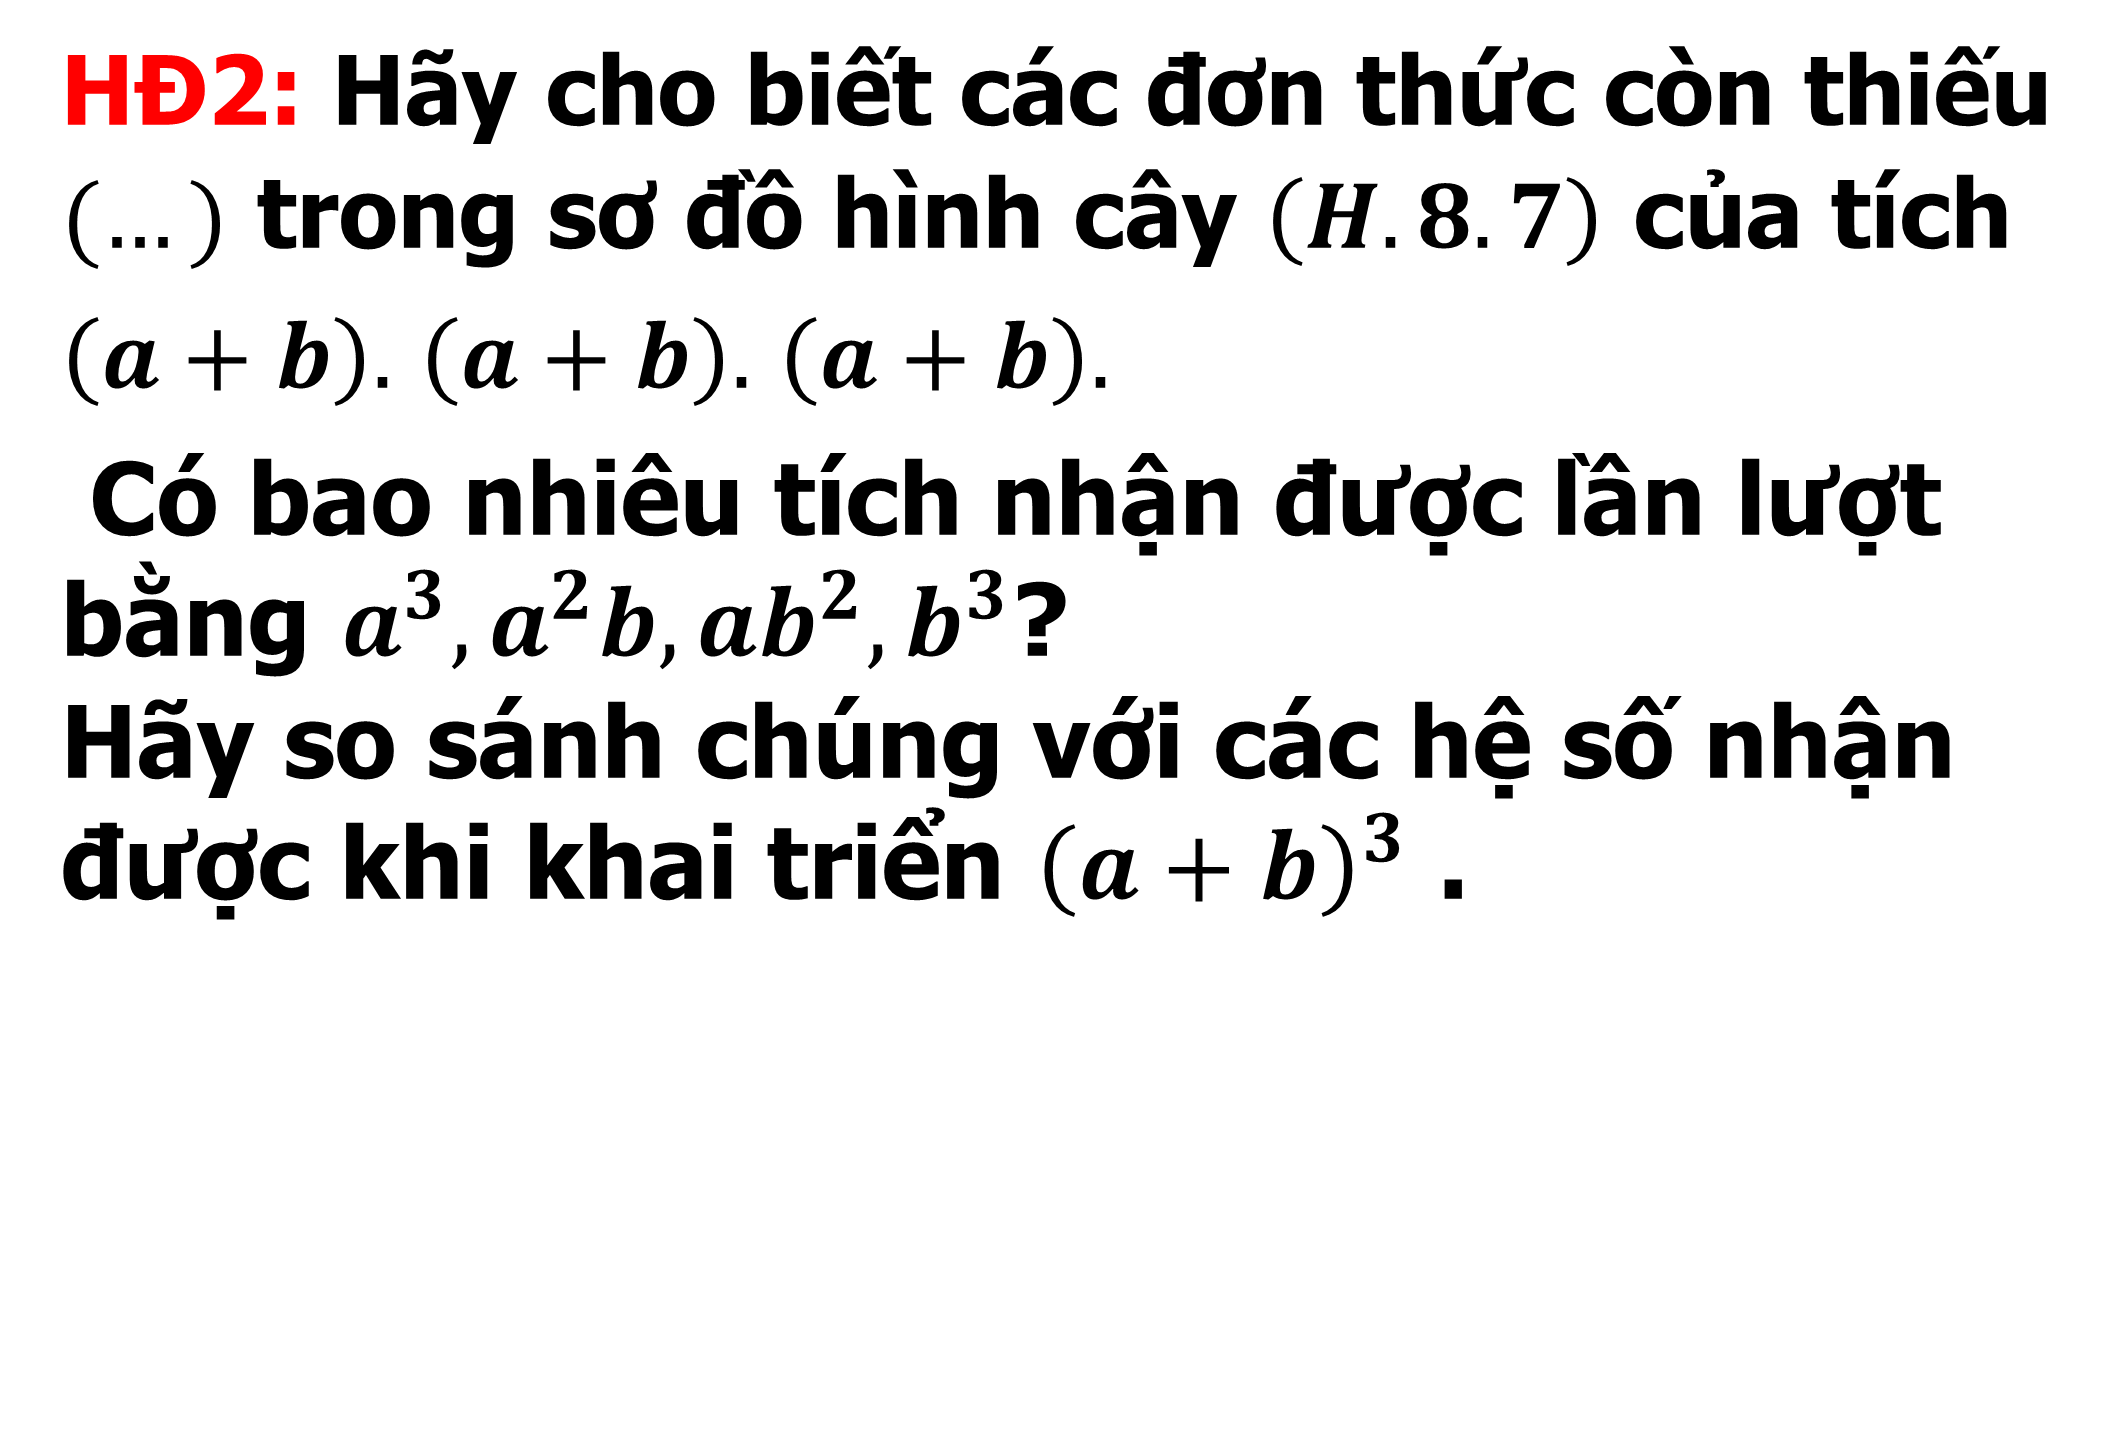 HĐ2: Hãy cho biết các đơn thức còn thiếu
(...) trong sơ đồ hình cây (H.8.7) của tích
(a + b). (a + b). (a + b).
Có bao nhiêu tích nhận được lần lượt
bằng a³, a²b, ab², b³?
Hãy so sánh chúng với các hệ số nhận
được khi khai triển (a + b)³ .